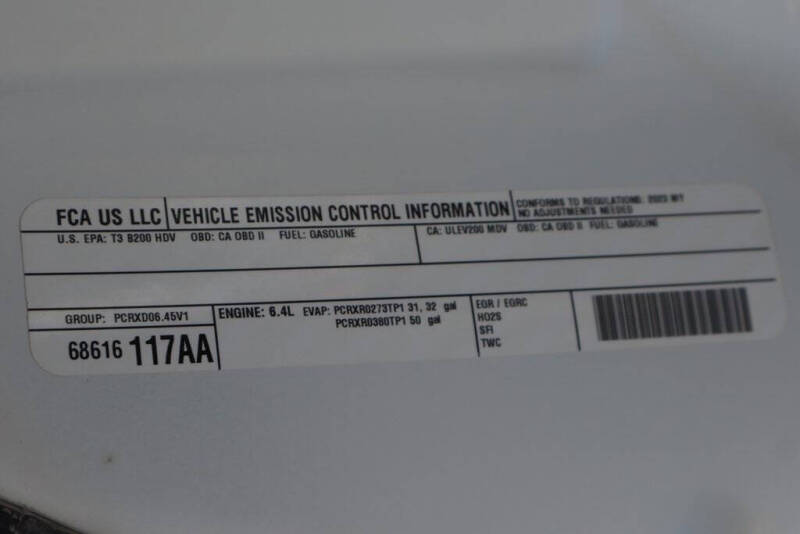 FCA US LLC
VEHICLE EMISSION CONTROL INFORMATION
CONFORMS TO REGULATIONS: 2023 MY
NO ADJUSTMENTS NEEDED
U.S. EPA: T3 B200 HDV OBD: CA OBD II FUEL: GASOLINE
CA: ULEV200 MDV OBD: CA OBD II FUEL: GASOLINE
GROUP: PCRXD06.45V1
68616 117AA
ENGINE: 6.4L EVAP: PCRXR0273TP1 31, 32 gal
PCRXR0380TP1 50 gal
EGR / EGRC
HO2S
SFI
TWC